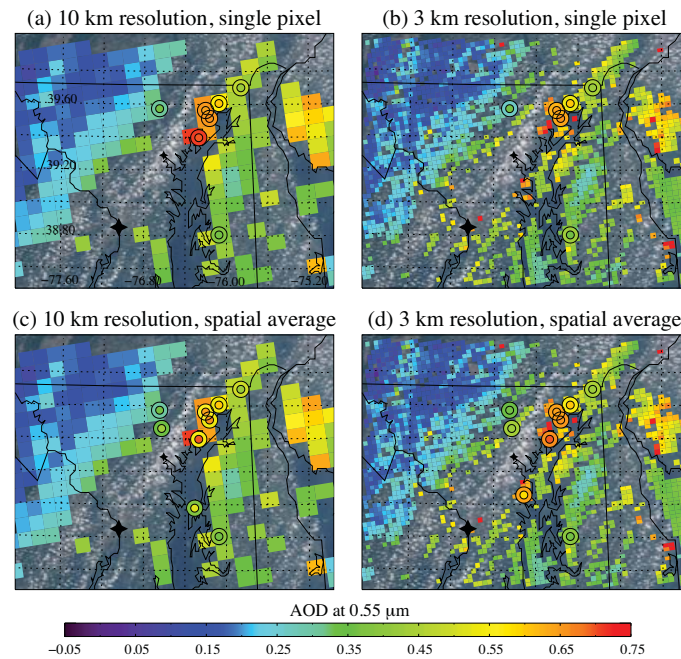 (a) 10 km resolution, single pixel
(b) 3 km resolution, single pixel
39.60
39.20
38.80
−77.60
−76.80
−76.00
−75.20
(c) 10 km resolution, spatial average
(d) 3 km resolution, spatial average
AOD at 0.55 µm
−0.05 0.05 0.15 0.25 0.35 0.45 0.55 0.65 0.75